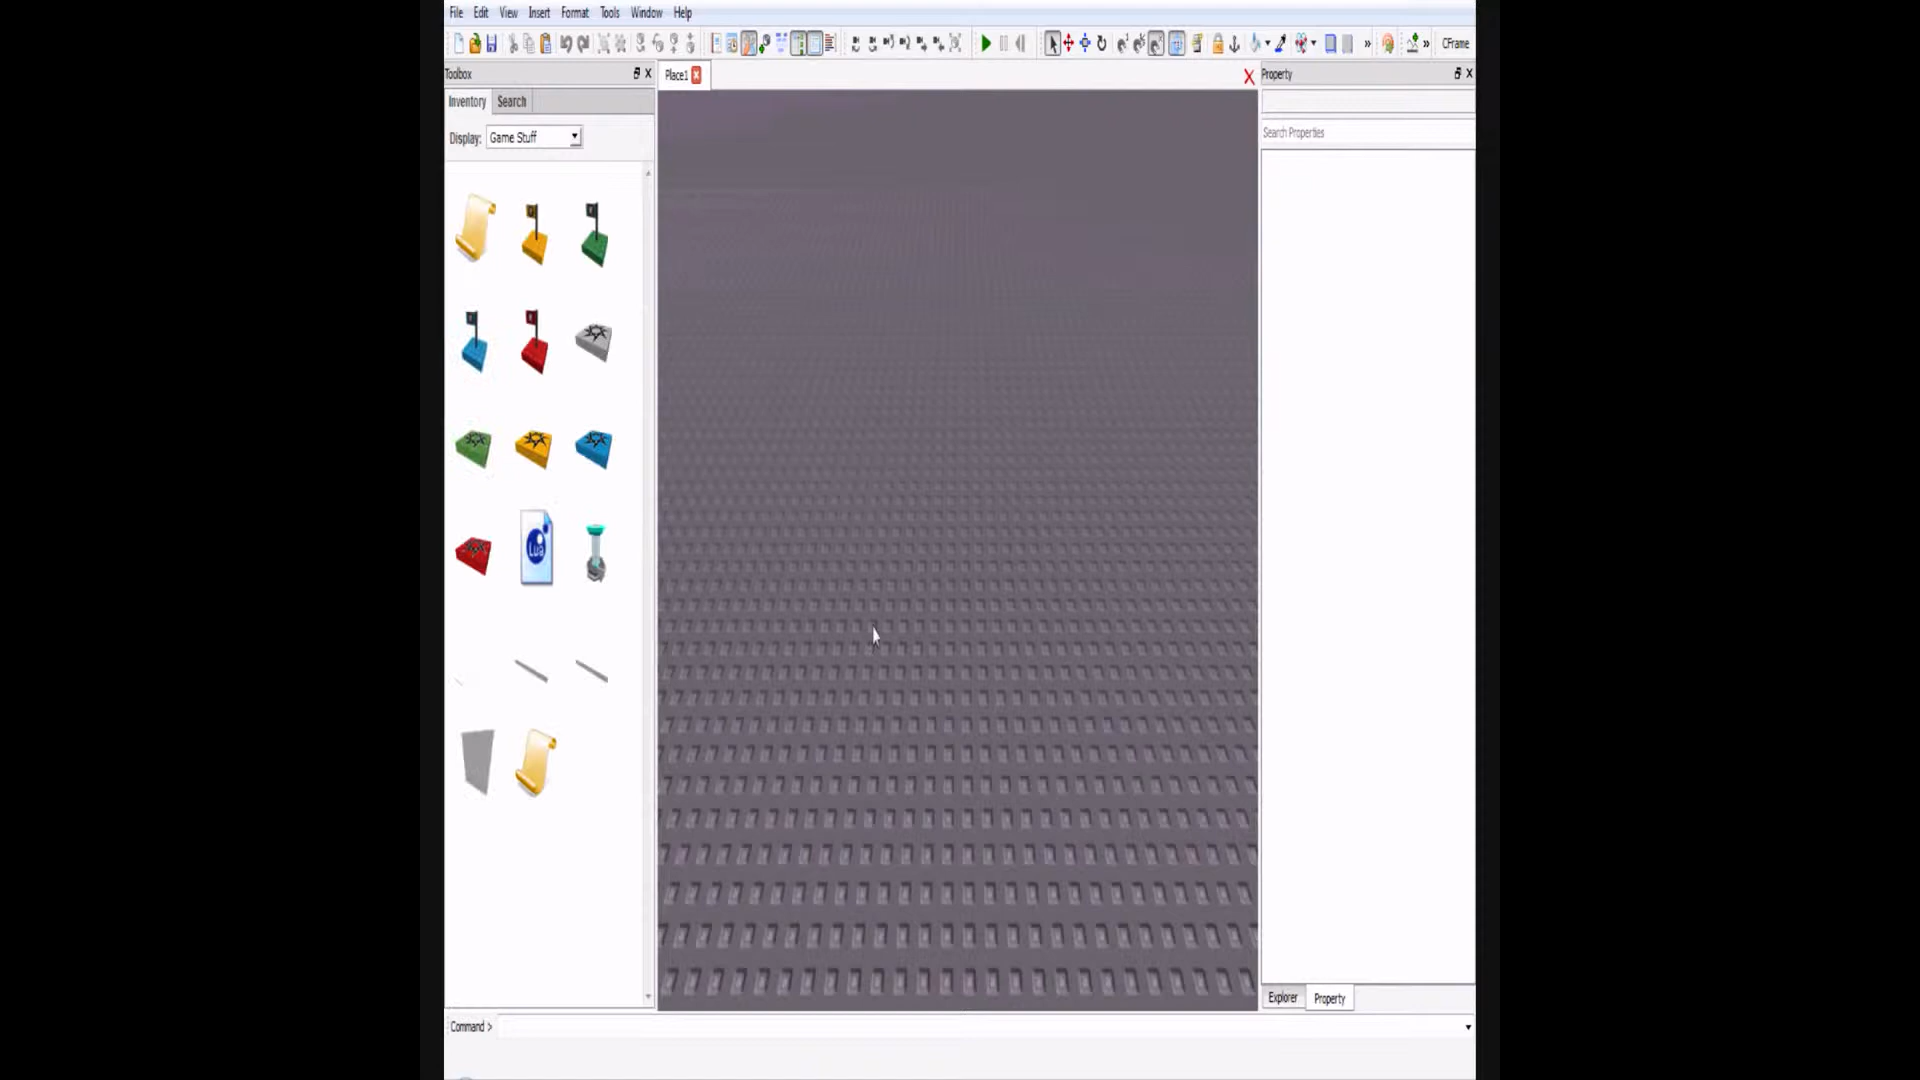 File Edit View Insert Format Tools Window Help
» » CFrame
Toolbox
Place1
Property
Inventory Search
Search Properties
Display: Game Stuff
Lua
Explorer Property
Command >